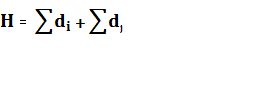 H = ∑dᵢ + ∑dⱼ